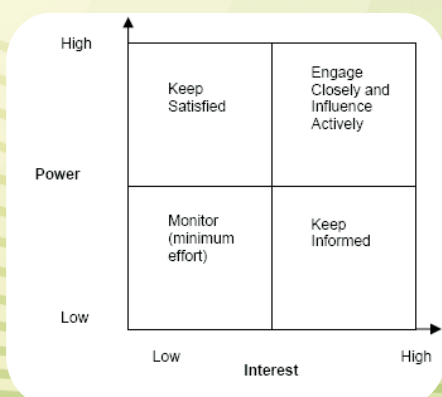 High
Keep
Satisfied
Engage
Closely and
Influence
Actively
Power
Monitor
(minimum
effort)
Keep
Informed
Low
Low
High
Interest